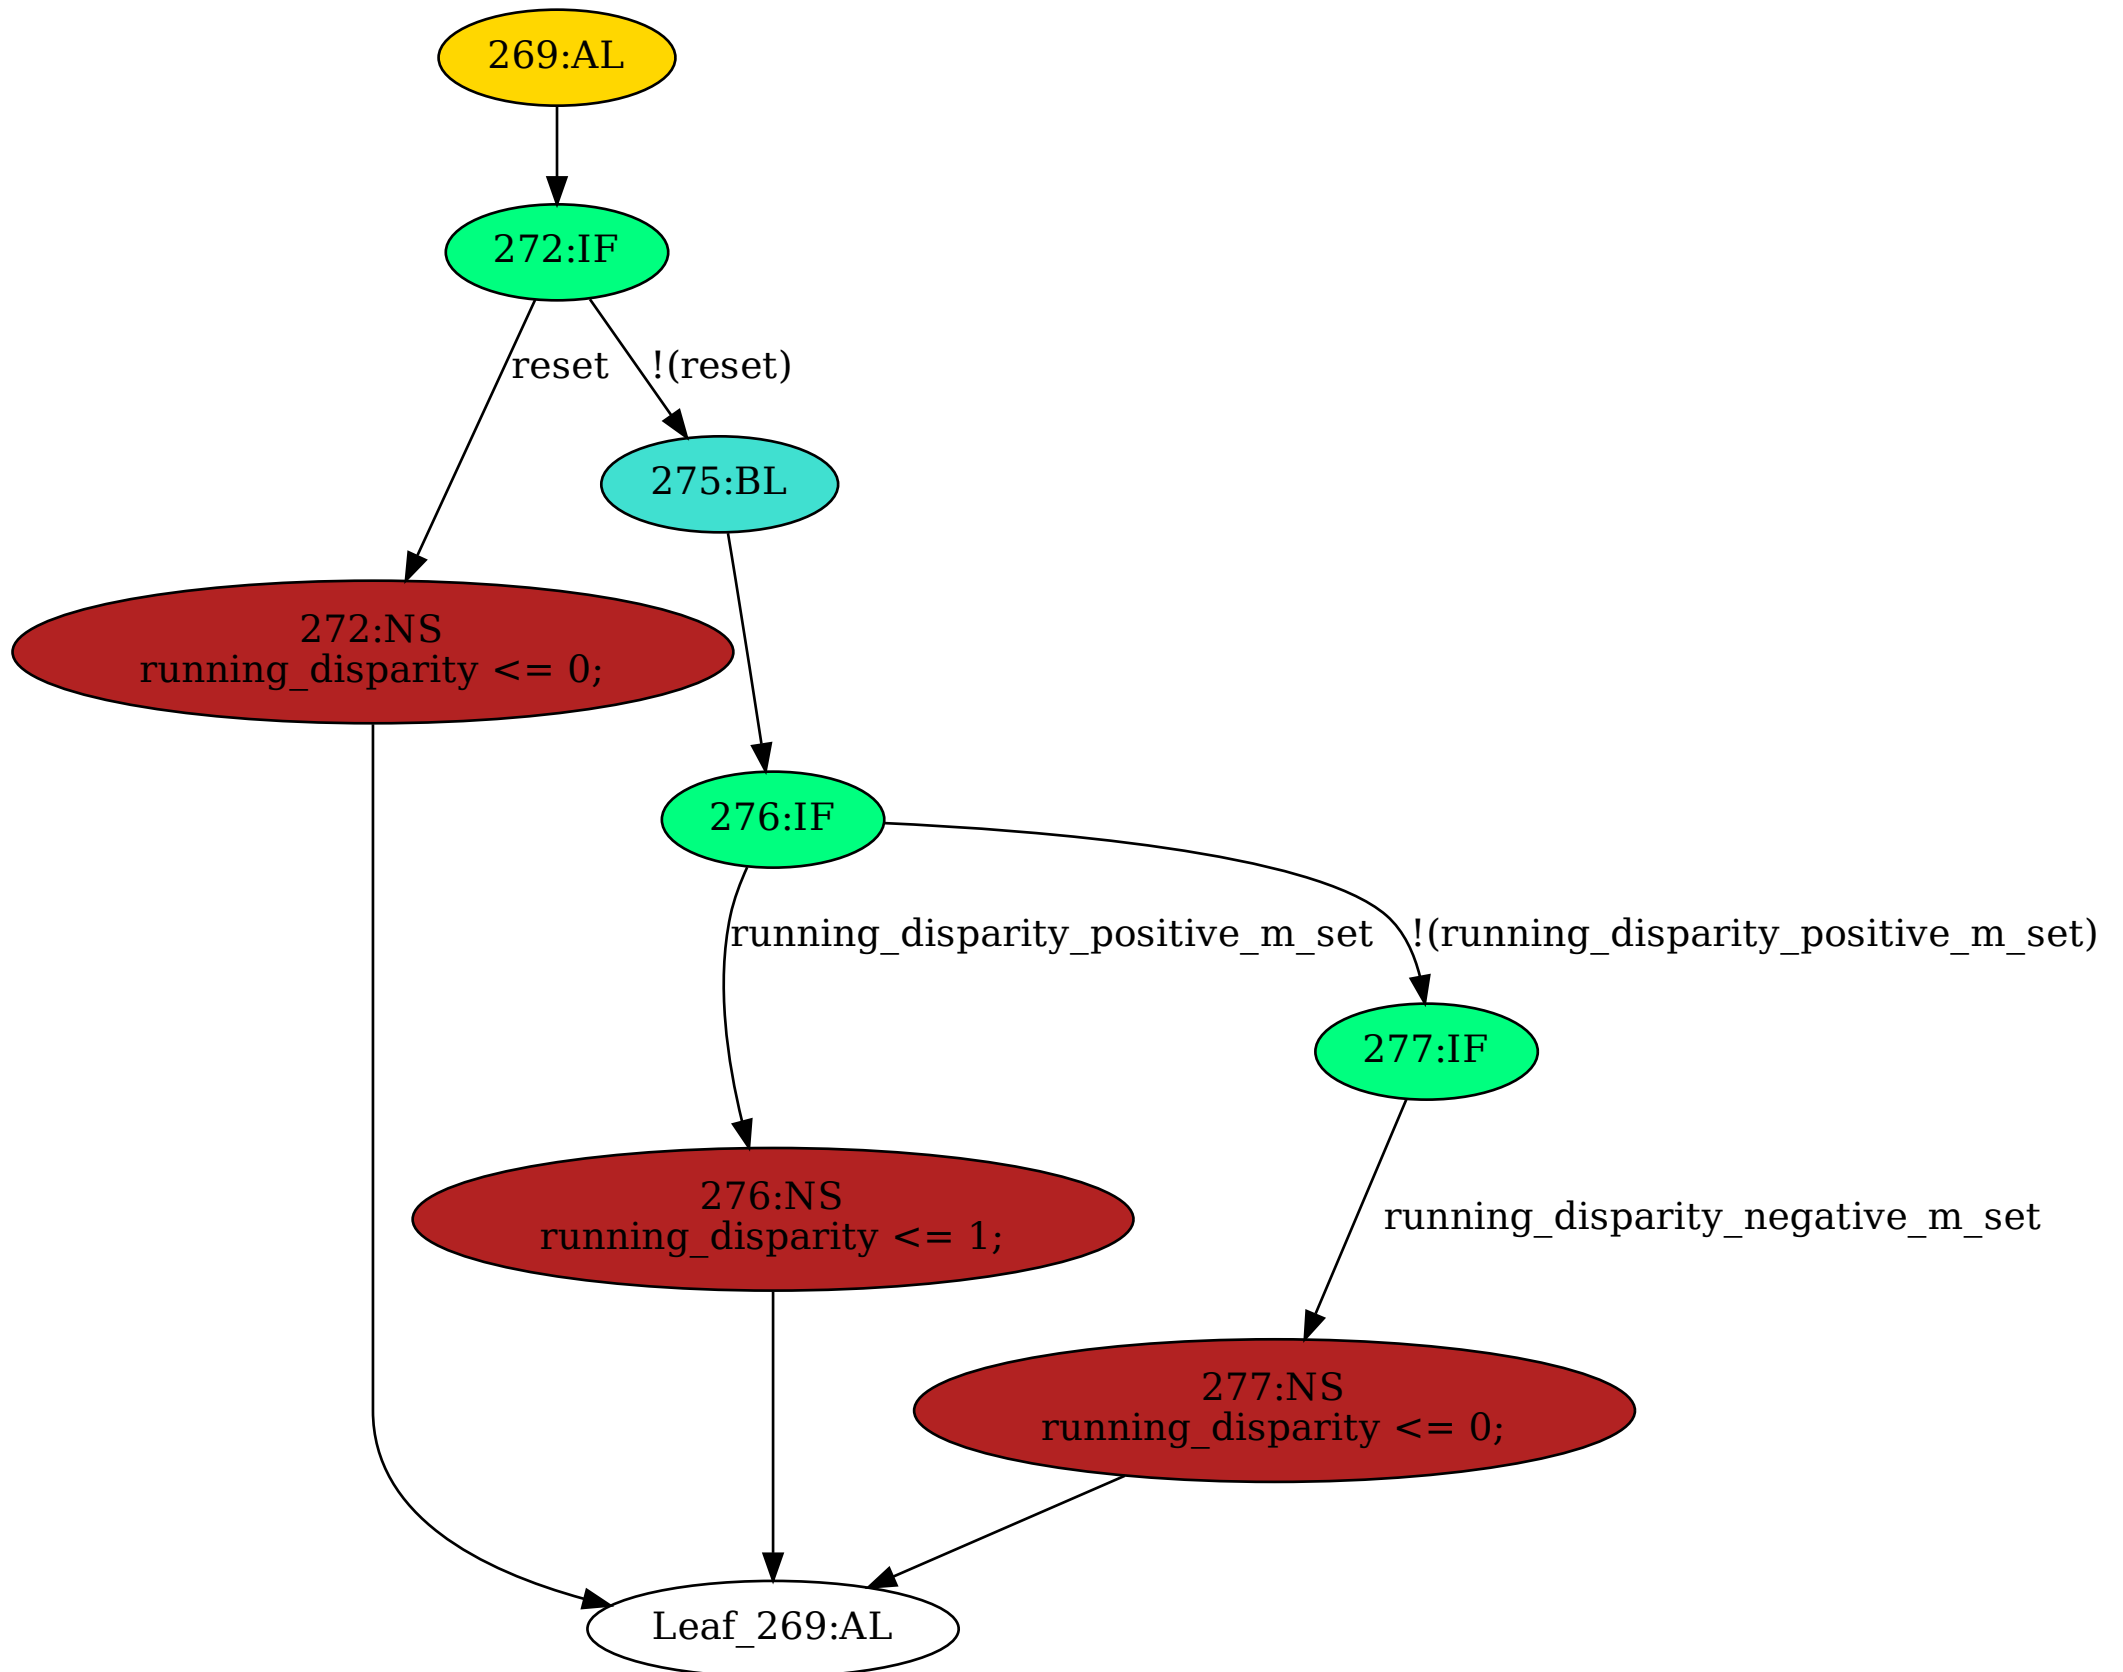 269:AL
272:IF
reset
!(reset)
275:BL
272:NS
running_disparity <= 0;
276:IF
running_disparity_positive_m_set
!(running_disparity_positive_m_set)
277:IF
276:NS
running_disparity <= 1;
running_disparity_negative_m_set
277:NS
running_disparity <= 0;
Leaf_269:AL